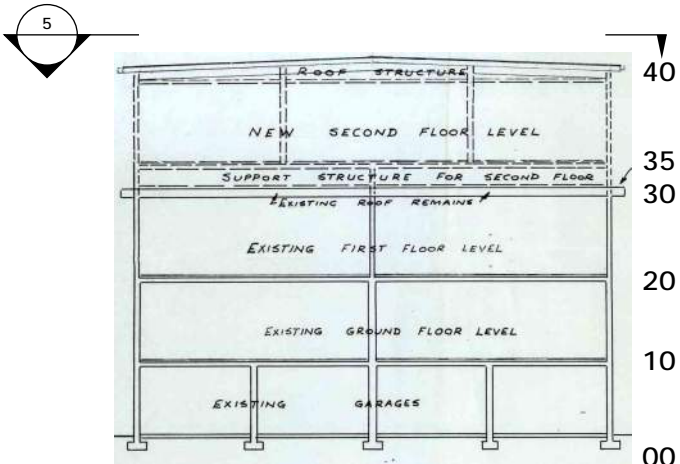 5
ROOF STRUCTURE
40
NEW SECOND FLOOR LEVEL
35
SUPPORT STRUCTURE FOR SECOND FLOOR
30
EXISTING ROOF REMAINS
EXISTING FIRST FLOOR LEVEL
20
EXISTING GROUND FLOOR LEVEL
10
EXISTING GARAGES
00